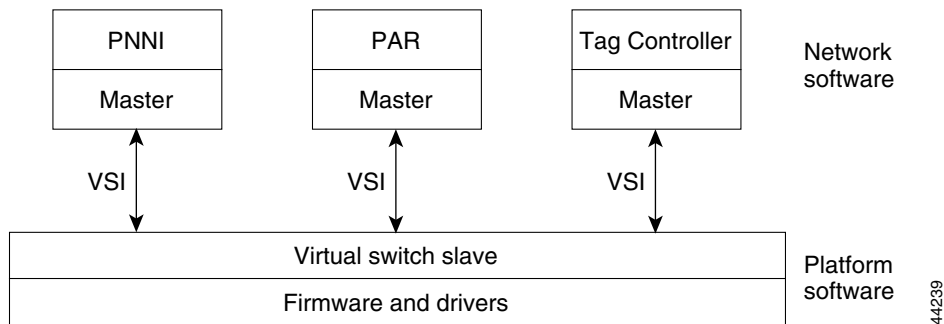 PNNI
PAR
Tag Controller
Network
software
Master
Master
Master
VSI
VSI
VSI
Virtual switch slave
Platform
software
Firmware and drivers
44239